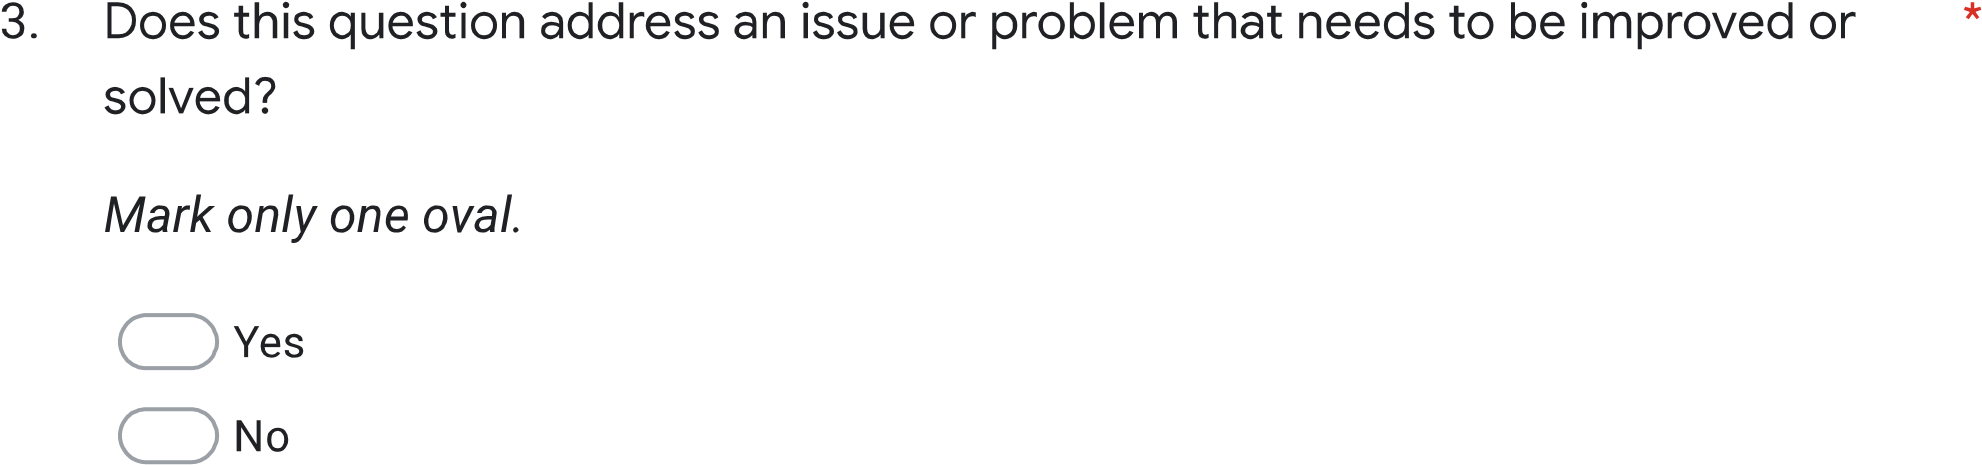 3. Does this question address an issue or problem that needs to be improved or *
solved?
Mark only one oval.
Yes
No